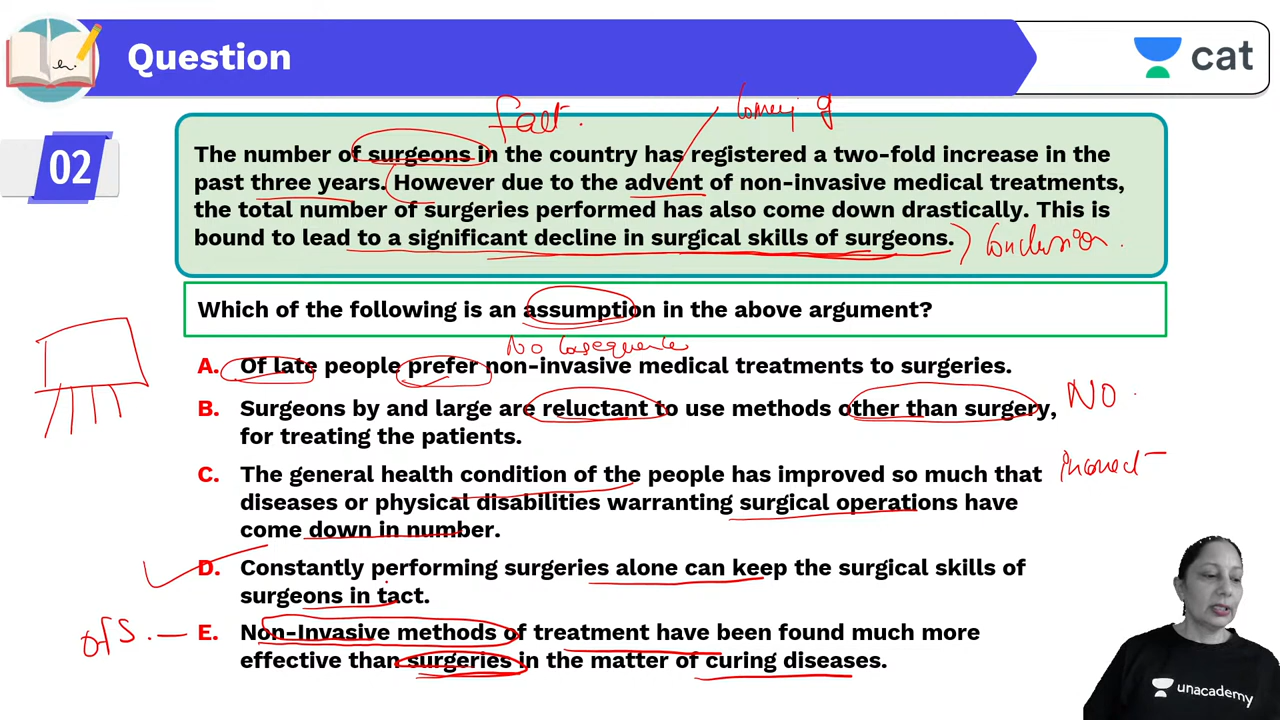 Question
cat
fact.
Coming of
02
The number of surgeons in the country has registered a two-fold increase in the
past three years. However due to the advent of non-invasive medical treatments,
the total number of surgeries performed has also come down drastically. This is
bound to lead to a significant decline in surgical skills of surgeons.
Conclusion.
Which of the following is an assumption in the above argument?
No Cosequence
A. Of late people prefer non-invasive medical treatments to surgeries.
B. Surgeons by and large are reluctant to use methods other than surgery,
for treating the patients.
NO
C. The general health condition of the people has improved so much that
diseases or physical disabilities warranting surgical operations have
come down in number.
D. Constantly performing surgeries alone can keep the surgical skills of
surgeons in tact.
OfS. —
E. Non-Invasive methods of treatment have been found much more
effective than surgeries in the matter of curing diseases.
unacademy